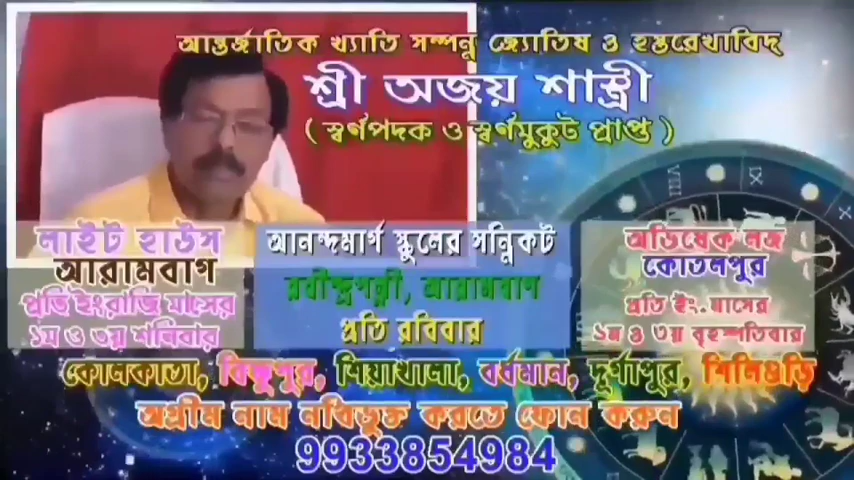 আন্তর্জাতিক খ্যাতি সম্পন্ন জ্যোতিষ ও হস্তরেখাবিদ্
শ্রী অজয় শাস্ত্রী
( স্বর্ণপদক ও স্বর্ণমুকুট প্রাপ্ত )
লাইট হাউস
আরামবাগ
প্রতি ইংরাজি মাসের
১ম ও ৩য় শনিবার
আনন্দমার্গ স্কুলের সন্নিকট
রবীন্দ্রপল্লী, আরামবাগ
প্রতি রবিবার
অভিষেক লজ
কোতলপুর
প্রতি ইং.মাসের
১ম ও ৩য় বৃহস্পতিবার
কোলকাতা, বিষ্ণুপুর, শিয়াখালা, বর্ধমান, দূর্গাপুর, শিলিগুড়ি
অগ্রীম নাম নথিভুক্ত করতে ফোন করুন
9933854984